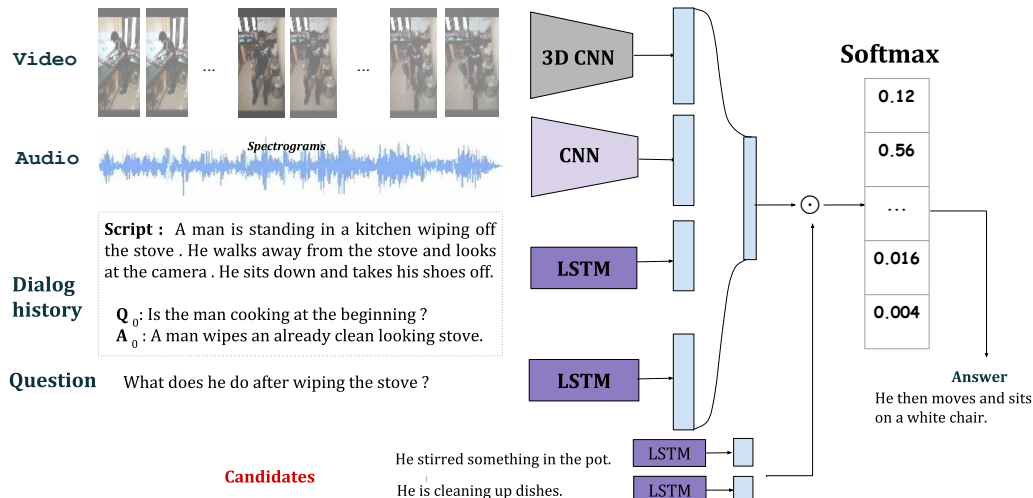 Video
...
...
3D CNN
Softmax
0.12
0.56
...
0.016
0.004
Audio
Spectrograms
CNN
Dialog
history
Script : A man is standing in a kitchen wiping off
the stove . He walks away from the stove and looks
at the camera . He sits down and takes his shoes off.
Q 0: Is the man cooking at the beginning ?
A 0 : A man wipes an already clean looking stove.
LSTM
Question
What does he do after wiping the stove ?
LSTM
Answer
He then moves and sits
on a white chair.
Candidates
He stirred something in the pot.
LSTM
He is cleaning up dishes.
LSTM